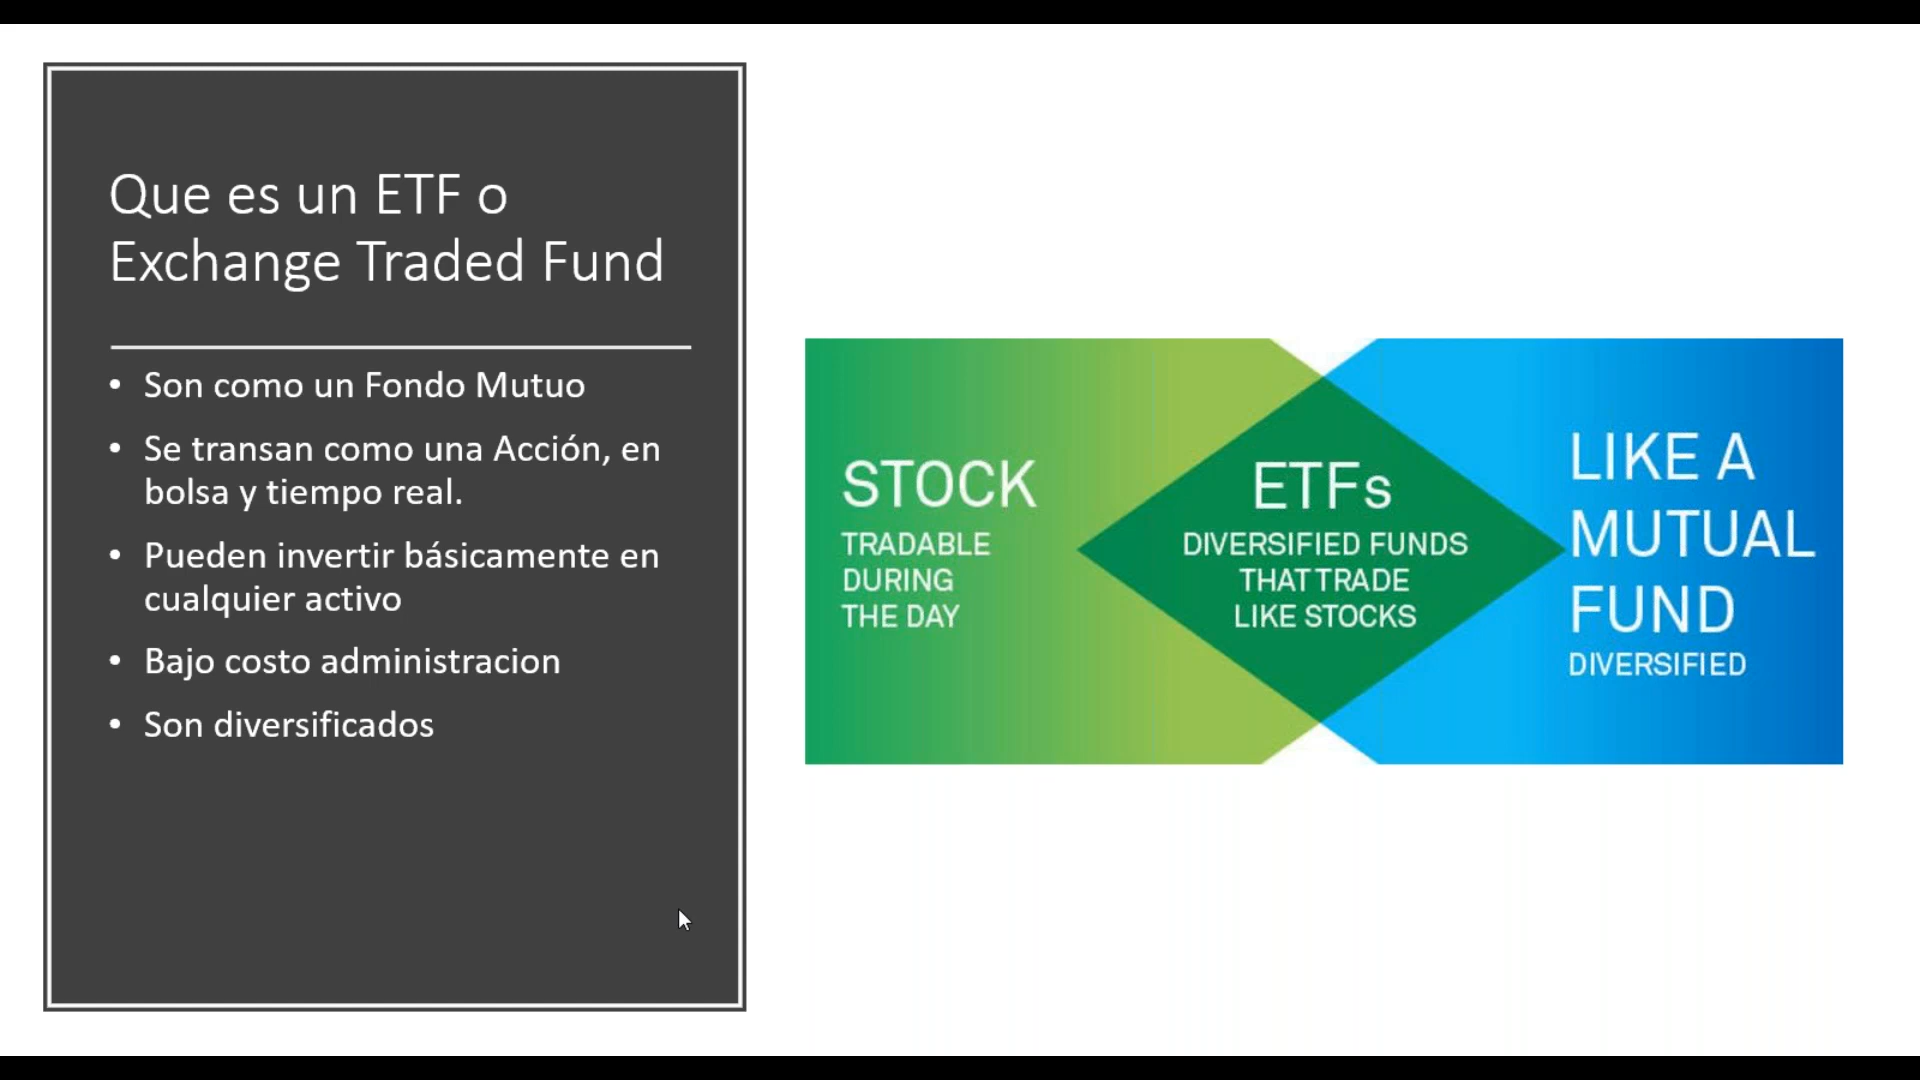 Que es un ETF o
Exchange Traded Fund
• Son como un Fondo Mutuo
• Se transan como una Acción, en
bolsa y tiempo real.
• Pueden invertir básicamente en
cualquier activo
• Bajo costo administracion
• Son diversificados
STOCK
TRADABLE
DURING
THE DAY
ETFs
DIVERSIFIED FUNDS
THAT TRADE
LIKE STOCKS
LIKE A
MUTUAL
FUND
DIVERSIFIED